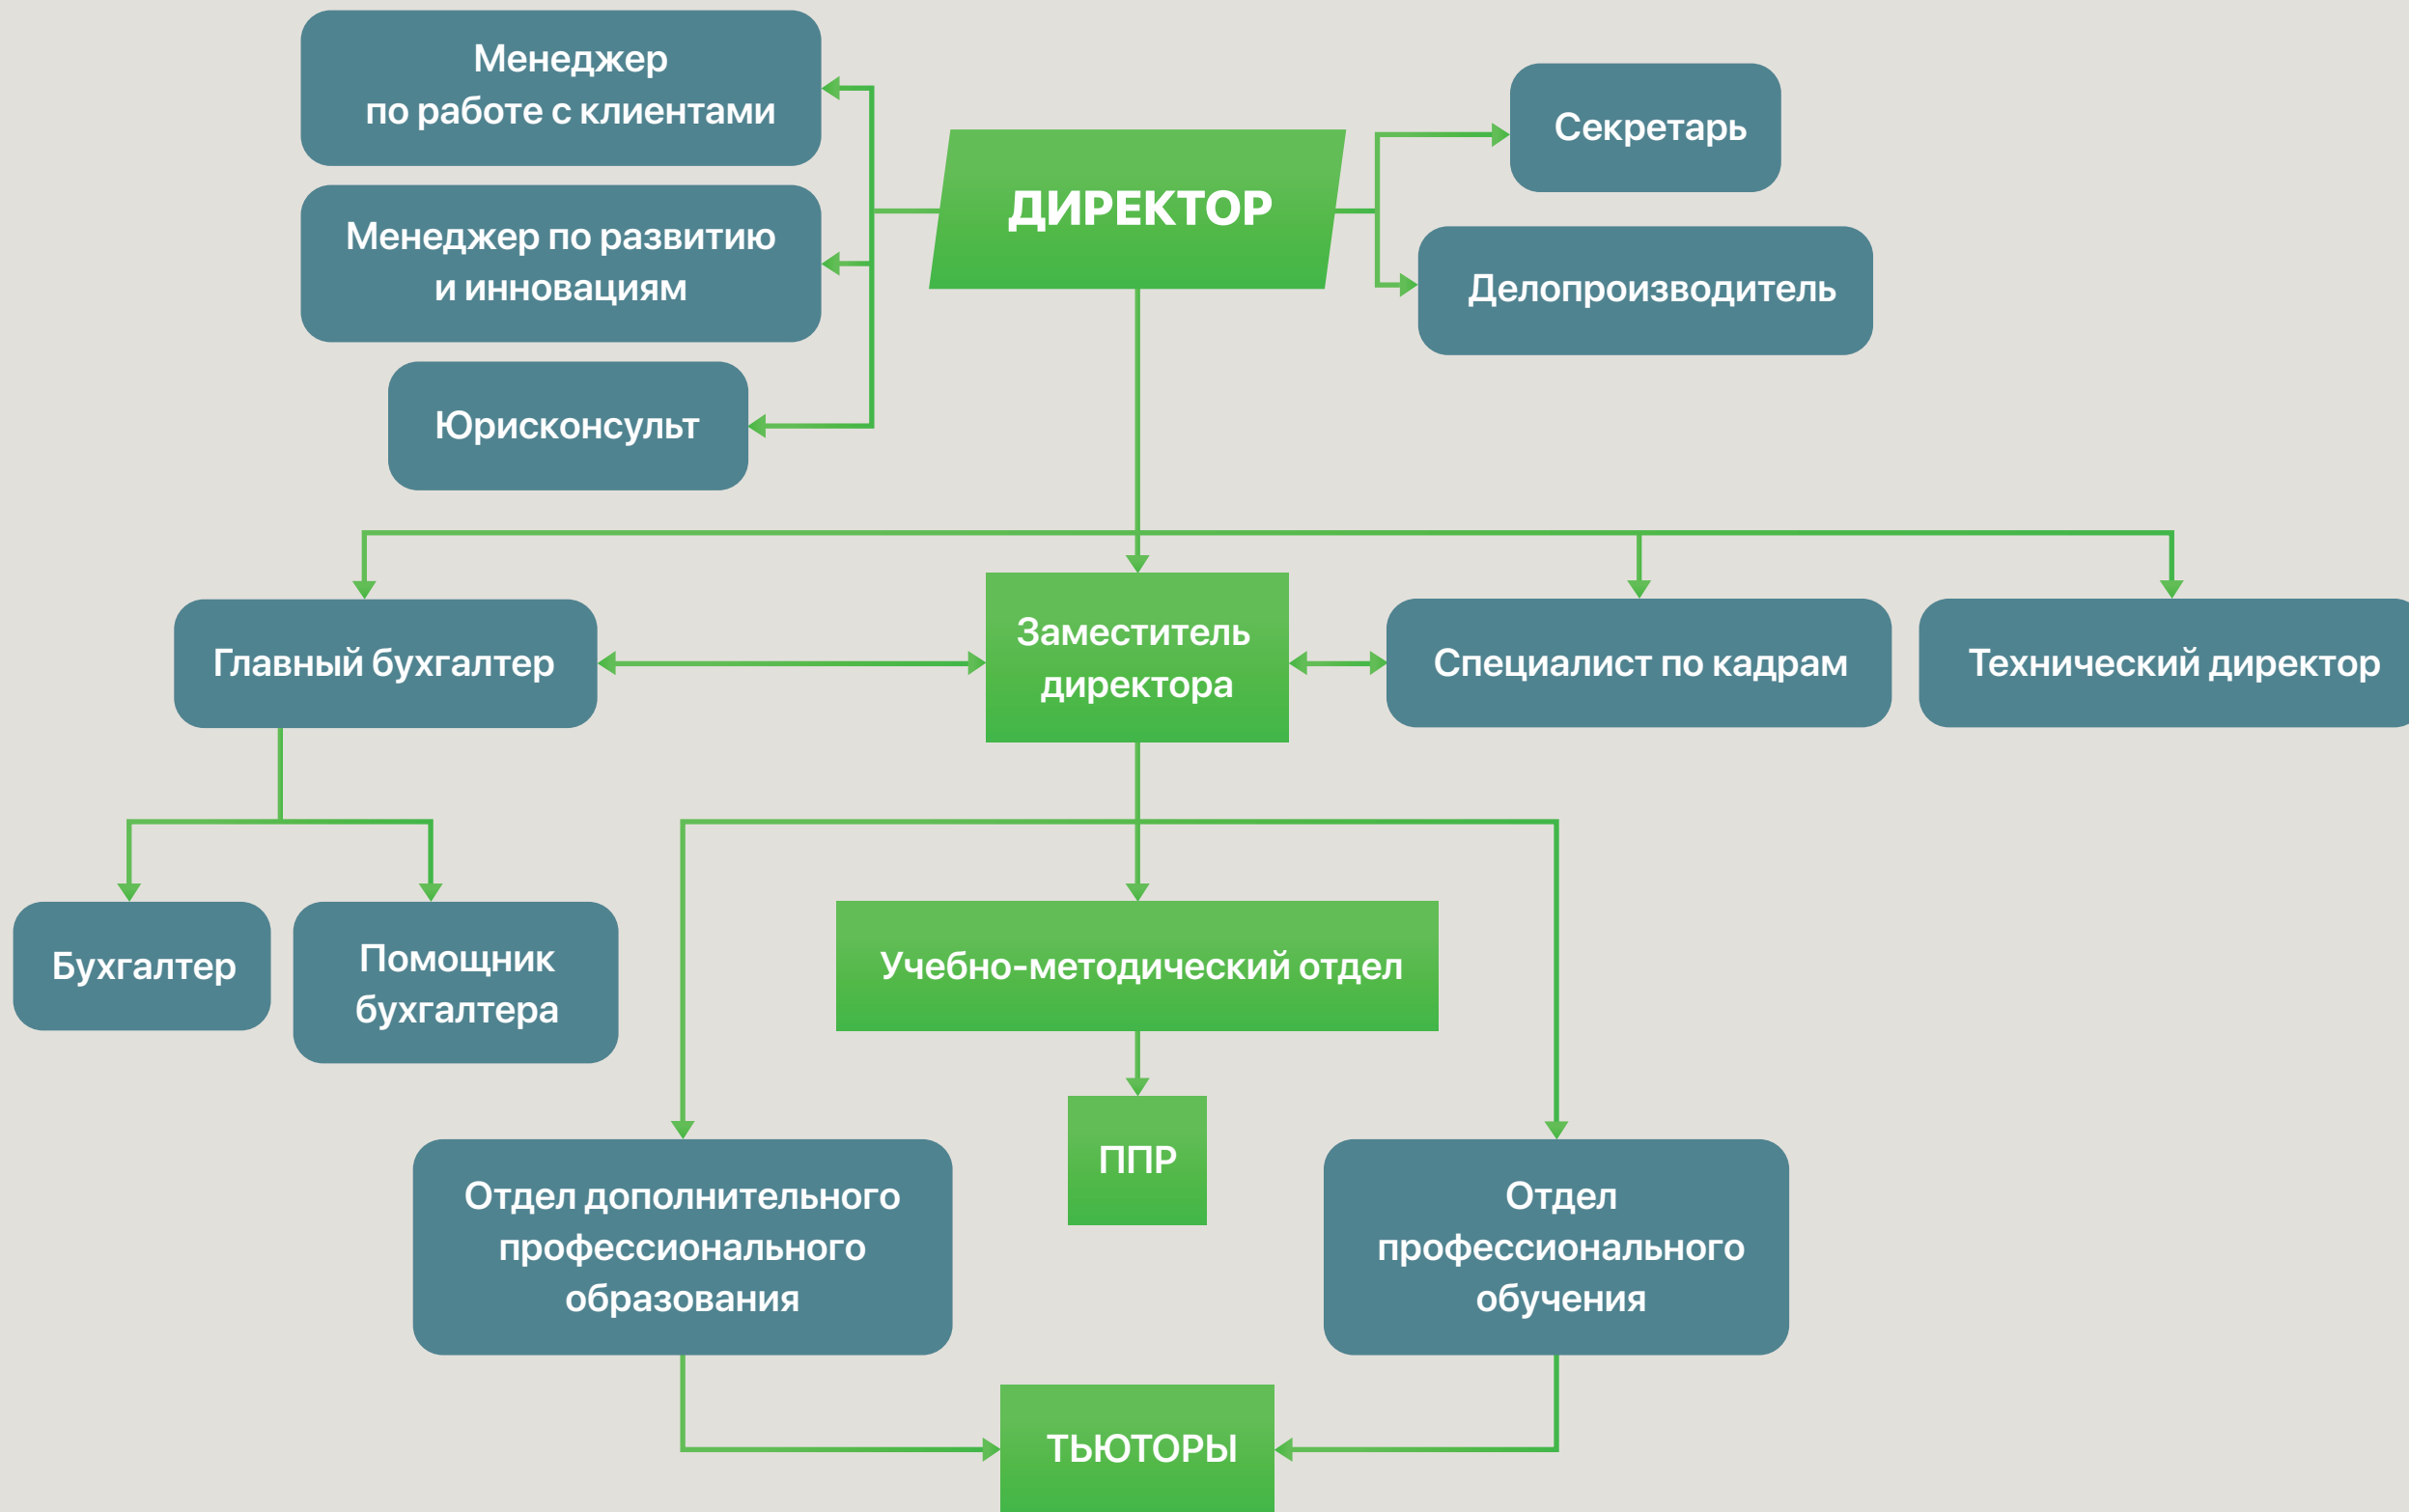 Менеджер
по работе с клиентами
Менеджер по развитию
и инновациям
Юрисконсульт
ДИРЕКТОР
Секретарь
Делопроизводитель
Главный бухгалтер
Заместитель
директора
Специалист по кадрам
Технический директор
Бухгалтер
Помощник
бухгалтера
Учебно-методический отдел
ППР
Отдел дополнительного
профессионального
образования
Отдел
профессионального
обучения
ТЬЮТОРЫ